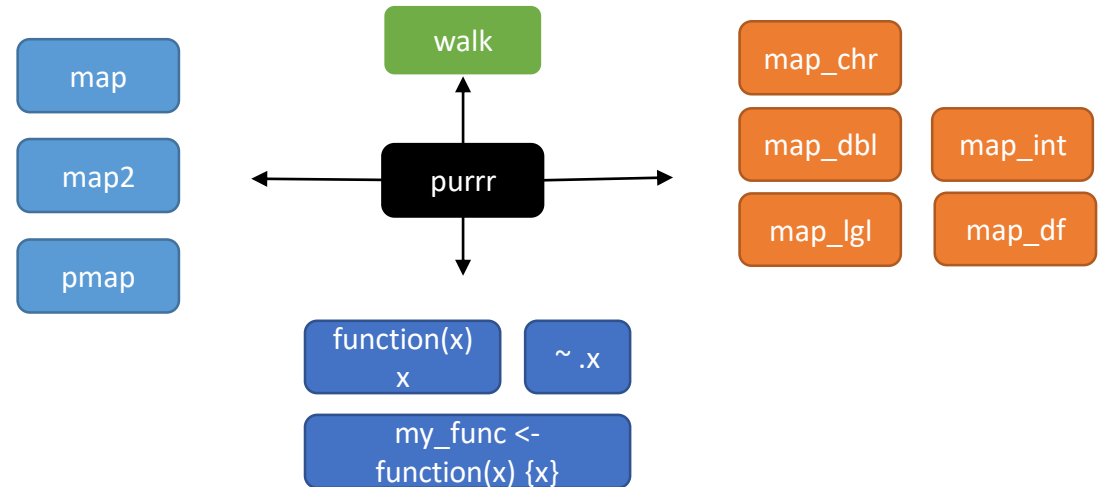 walk
map
map_chr
map2
purrr
map_dbl
map_int
map_lgl
map_df
pmap
function(x)
x
~ .x
my_func <-
function(x) {x}